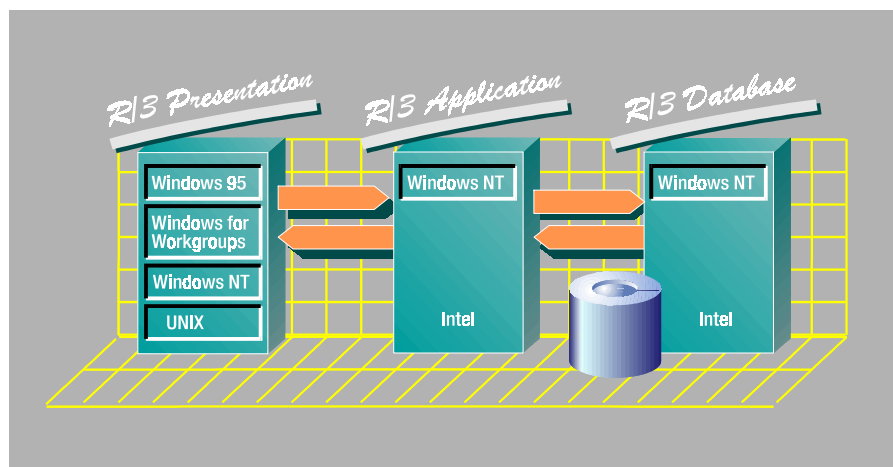 R/3 Presentation
R/3 Application
R/3 Database
Windows 95
Windows for
Workgroups
Windows NT
UNIX
Windows NT
Intel
Windows NT
Intel